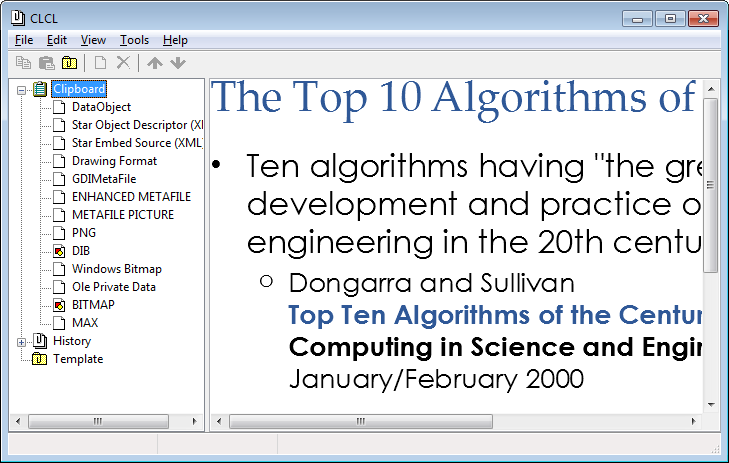 CLCL
File Edit View Tools Help
Clipboard
DataObject
Star Object Descriptor (XM
Star Embed Source (XML)
Drawing Format
GDIMetaFile
ENHANCED METAFILE
METAFILE PICTURE
PNG
DIB
Windows Bitmap
Ole Private Data
BITMAP
MAX
History
Template
The Top 10 Algorithms of
• Ten algorithms having "the gre
development and practice o
engineering in the 20th centu
○ Dongarra and Sullivan
Top Ten Algorithms of the Centur
Computing in Science and Engin
January/February 2000